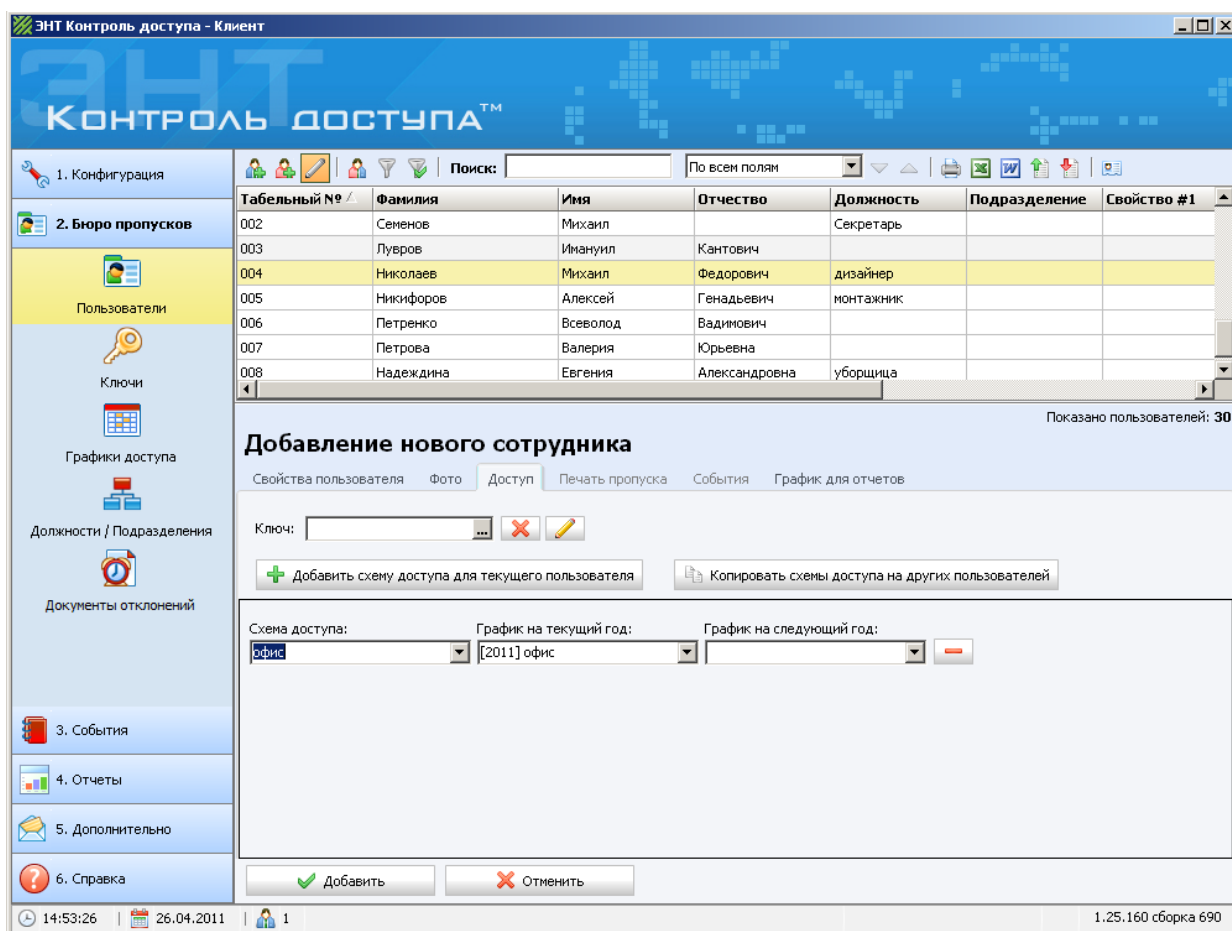 ЭНТ Контроль доступа - Клиент
ЭНТ
Контроль доступа™
1. Конфигурация
Поиск: По всем полям
2. Бюро пропусков
Табельный № Фамилия Имя Отчество Должность Подразделение Свойство #1
002 Семенов Михаил Секретарь
003 Лувров Имануил Кантович
004 Николаев Михаил Федорович дизайнер
005 Никифоров Алексей Генадьевич монтажник
006 Петренко Всеволод Вадимович
007 Петрова Валерия Юрьевна
008 Надеждина Евгения Александровна уборщица
Пользователи
Ключи
Графики доступа
Должности / Подразделения
Документы отклонений
Показано пользователей: 30
Добавление нового сотрудника
Свойства пользователя Фото Доступ Печать пропуска События График для отчетов
Ключ: ...
Добавить схему доступа для текущего пользователя Копировать схемы доступа на других пользователей
Схема доступа: График на текущий год: График на следующий год:
офис [2011] офис
3. События
4. Отчеты
5. Дополнительно
6. Справка
Добавить Отменить
14:53:26 26.04.2011 1 1.25.160 сборка 690